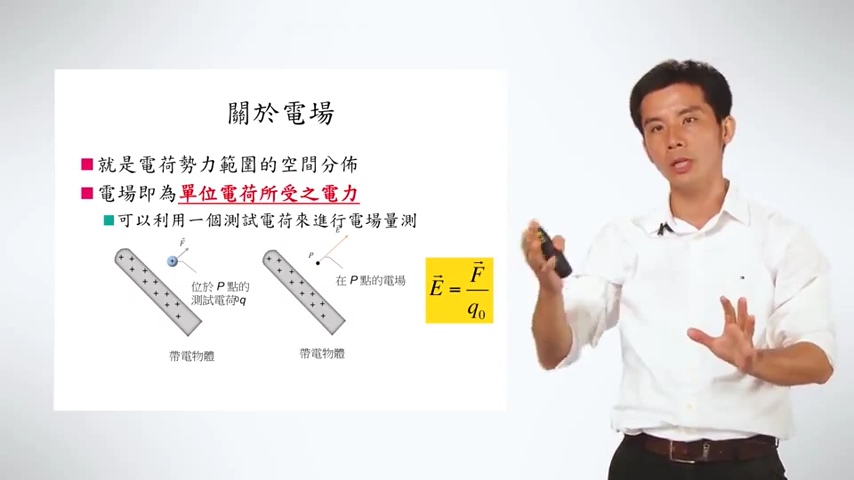 關於電場
就是電荷勢力範圍的空間分佈
電場即為單位電荷所受之電力
可以利用一個測試電荷來進行電場量測
F
位於 P 點的
測試電荷q
帶電物體
E
P
在 P 點的電場
帶電物體
E = F / q₀